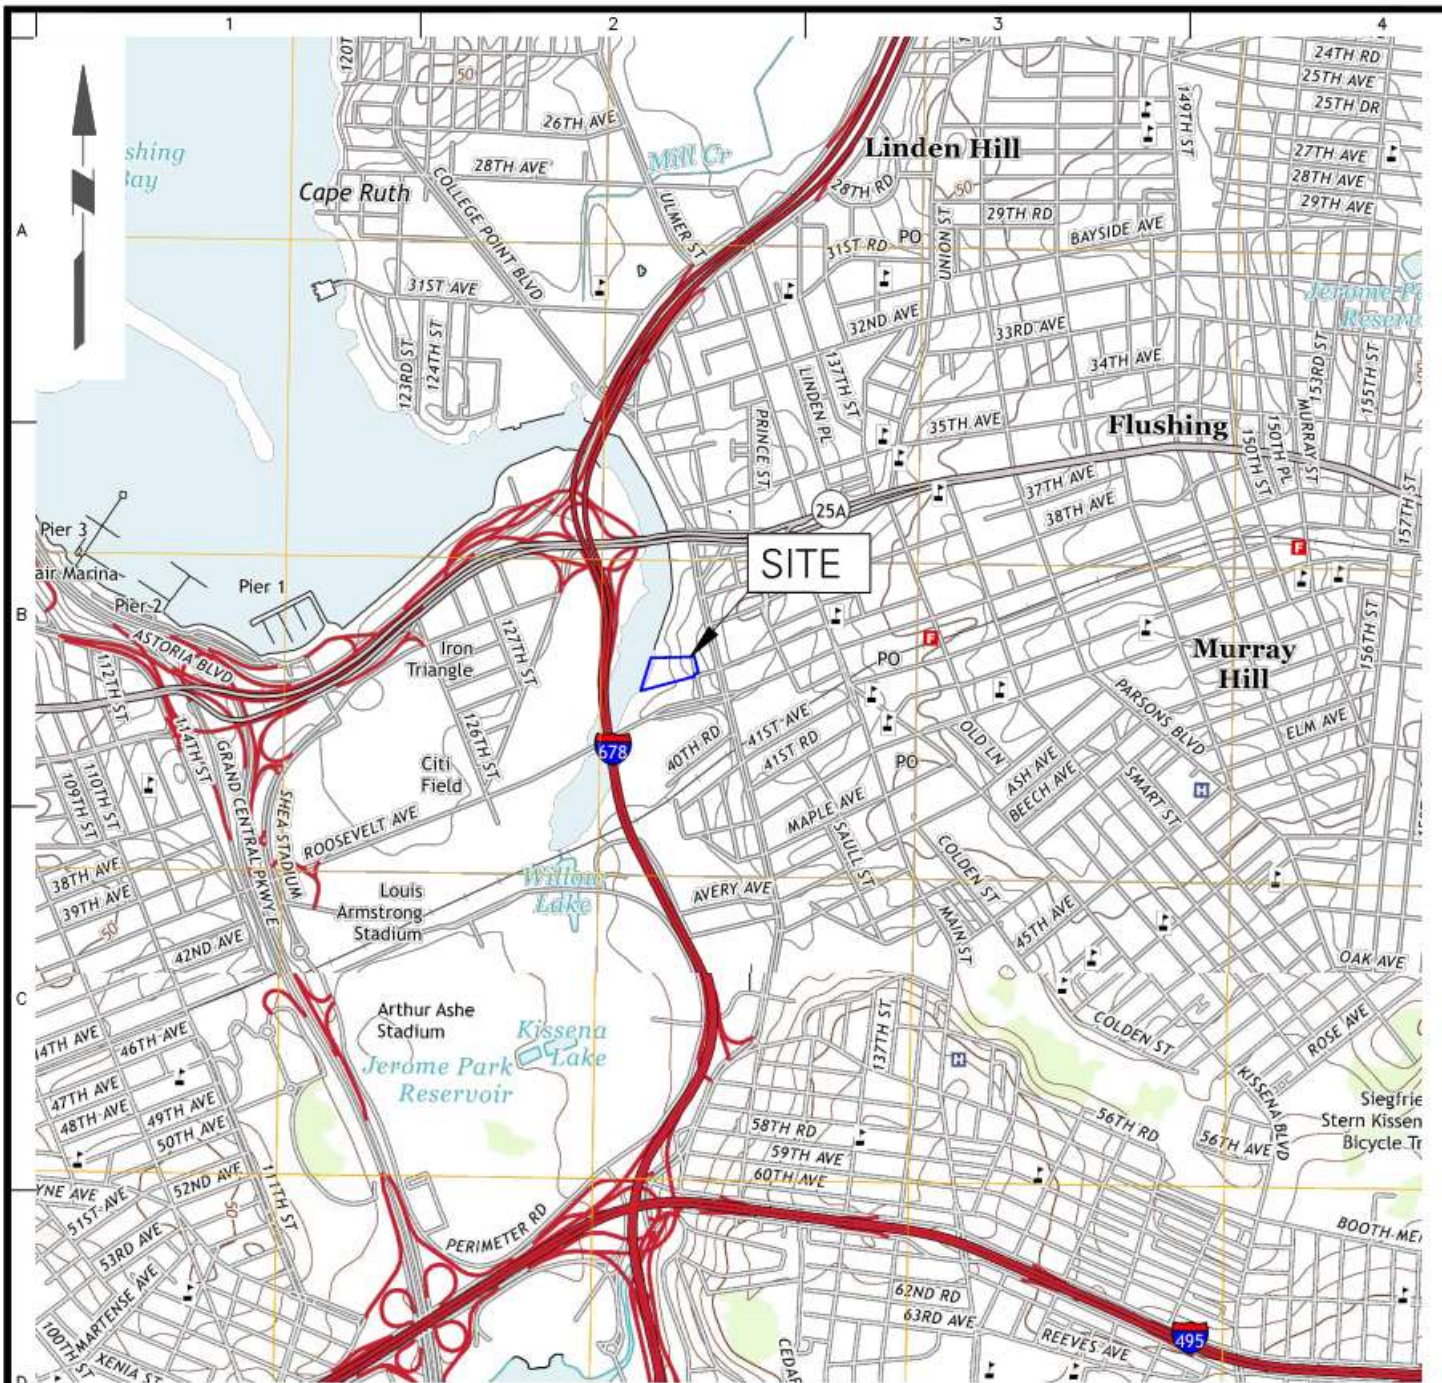 1
2
3
4
A
B
C
24TH RD
25TH AVE
25TH DR
27TH AVE
28TH AVE
29TH AVE
149TH ST
50
26TH AVE
28TH AVE
Mill Cr
Linden Hill
28TH RD
50
29TH RD
BAYSIDE AVE
Cape Ruth
COLLEGE POINT BLVD
ULMER ST
31ST RD
PO
UNION ST
31ST AVE
32ND AVE
33RD AVE
34TH AVE
123RD ST
124TH ST
137TH ST
LINDEN PL
PRINCE ST
35TH AVE
Flushing
153RD ST
155TH ST
MURRAY ST
150TH PL
150TH ST
157TH ST
25A
37TH AVE
38TH AVE
SITE
Pier 3
Pier 1
Pier 2
ASTORIA BLVD
112TH ST
114TH ST
GRAND CENTRAL PKWY E
Iron
Triangle
127TH ST
126TH ST
F
F
PO
Murray
Hill
156TH ST
PARSONS BLVD
ELM AVE
678
40TH RD
41ST AVE
41ST RD
PO
OLD LN
ASH AVE
BEECH AVE
SMART ST
H
Citi
Field
110TH ST
109TH ST
SHEA STADIUM
ROOSEVELT AVE
MAPLE AVE
SAULL ST
COLDEN ST
38TH AVE
39TH AVE
50
42ND AVE
Louis
Armstrong
Stadium
Willow
Lake
AVERY AVE
MAIN ST
45TH AVE
OAK AVE
Arthur Ashe
Stadium
Kissena
Lake
Jerome Park
Reservoir
137TH ST
H
COLDEN ST
ROSE AVE
KISSENA BLVD
46TH AVE
47TH AVE
48TH AVE
49TH AVE
50TH AVE
52ND AVE
51ST AVE
53RD AVE
50
111TH ST
58TH RD
59TH AVE
60TH AVE
56TH RD
56TH AVE
PERIMETER RD
MARTENSE AVE
100TH ST
XENIA ST
62ND RD
63RD AVE
REEVES AVE
495